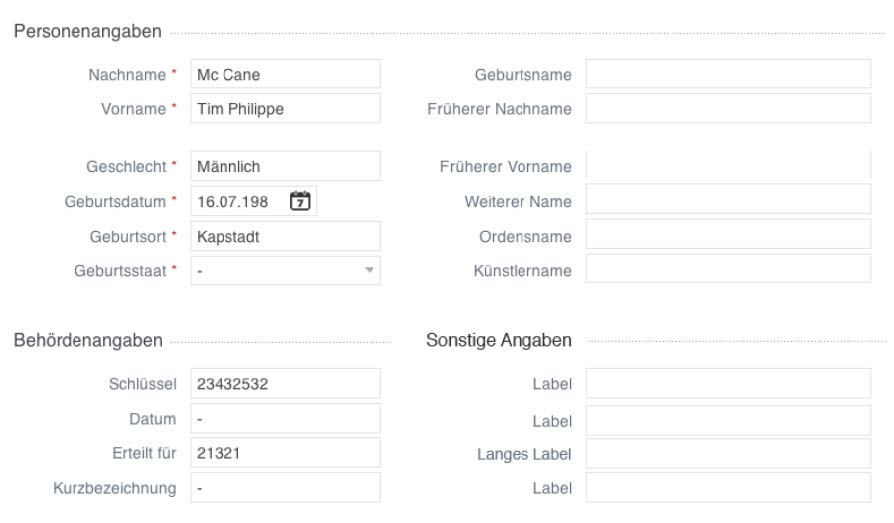 Personenangaben
Nachname * Mc Cane Geburtsname
Vorname * Tim Philippe Früherer Nachname
Geschlecht * Männlich Früherer Vorname
Geburtsdatum * 16.07.198 7 Weiterer Name
Geburtsort * Kapstadt Ordensname
Geburtsstaat * - Künstlername
Behördenangaben Sonstige Angaben
Schlüssel 23432532 Label
Datum - Label
Erteilt für 21321 Langes Label
Kurzbezeichnung - Label